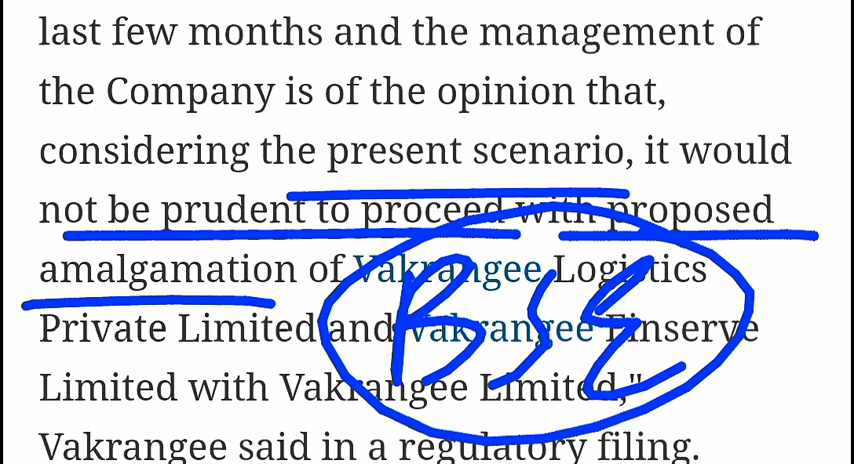 last few months and the management of
the Company is of the opinion that,
considering the present scenario, it would
not be prudent to proceed with proposed
amalgamation of Vakrangee Logistics
Private Limited and Vakrangee Finserve
Limited with Vakrangee Limited,"
Vakrangee said in a regulatory filing.
BSE